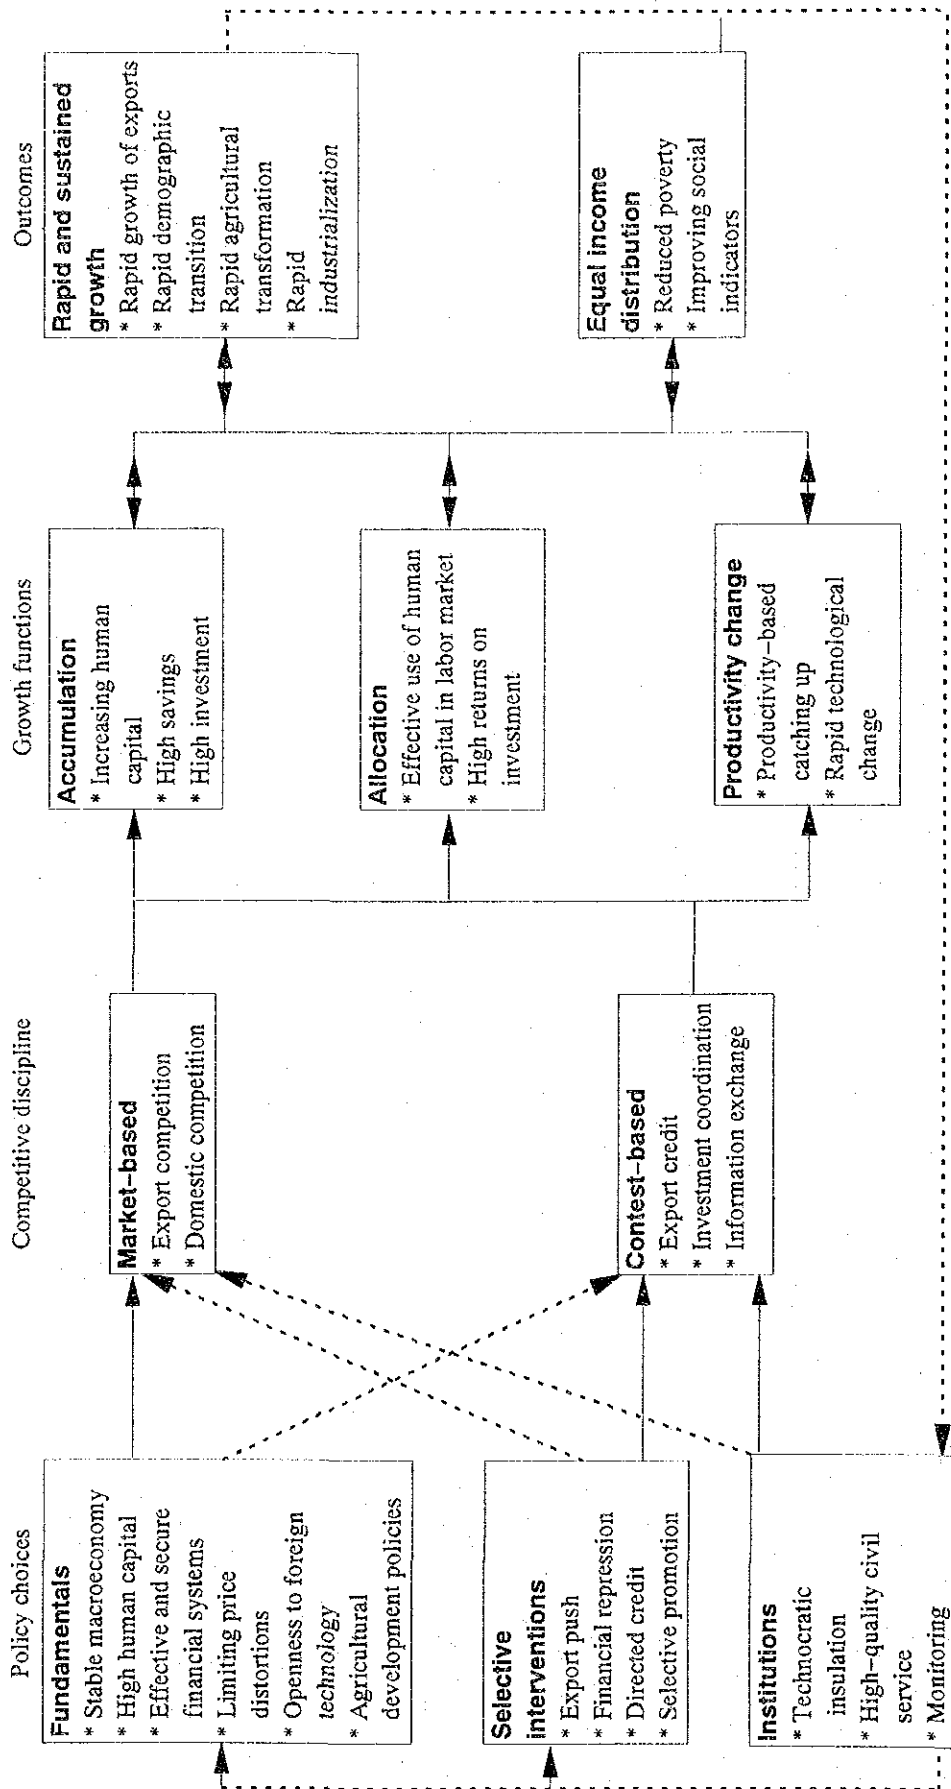 Policy choices
Fundamentals
* Stable macroeconomy
* High human capital
* Effective and secure
financial systems
* Limiting price
distortions
* Openness to foreign
technology
* Agricultural
development policies
Selective
interventions
* Export push
* Financial repression
* Directed credit
* Selective promotion
Institutions
* Technocratic
insulation
* High-quality civil
service
* Monitoring
Competitive discipline
Market-based
* Export competition
* Domestic competition
Contest-based
* Export credit
* Investment coordination
* Information exchange
Growth functions
Accumulation
* Increasing human
capital
* High savings
* High investment
Allocation
* Effective use of human
capital in labor market
* High returns on
investment
Productivity change
* Productivity-based
catching up
* Rapid technological
change
Outcomes
Rapid and sustained
growth
* Rapid growth of exports
* Rapid demographic
transition
* Rapid agricultural
transformation
* Rapid
industrialization
Equal income
distribution
* Reduced poverty
* Improving social
indicators